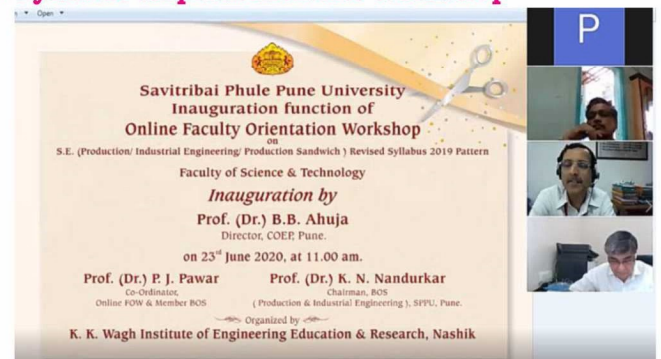 Open
P
Savitribai Phule Pune University
Inauguration function of
Online Faculty Orientation Workshop
on
S.E. (Production/ Industrial Engineering/ Production Sandwich ) Revised Syllabus 2019 Pattern
Faculty of Science & Technology
Inauguration by
Prof. (Dr.) B.B. Ahuja
Director, COEP, Pune.
on 23rd June 2020, at 11.00 am.
Prof. (Dr.) P. J. Pawar
Co-Ordinator,
Online FOW & Member BOS
Prof. (Dr.) K. N. Nandurkar
Chairman, BOS
( Production & Industrial Engineering ), SPPU, Pune.
Organized by
K. K. Wagh Institute of Engineering Education & Research, Nashik